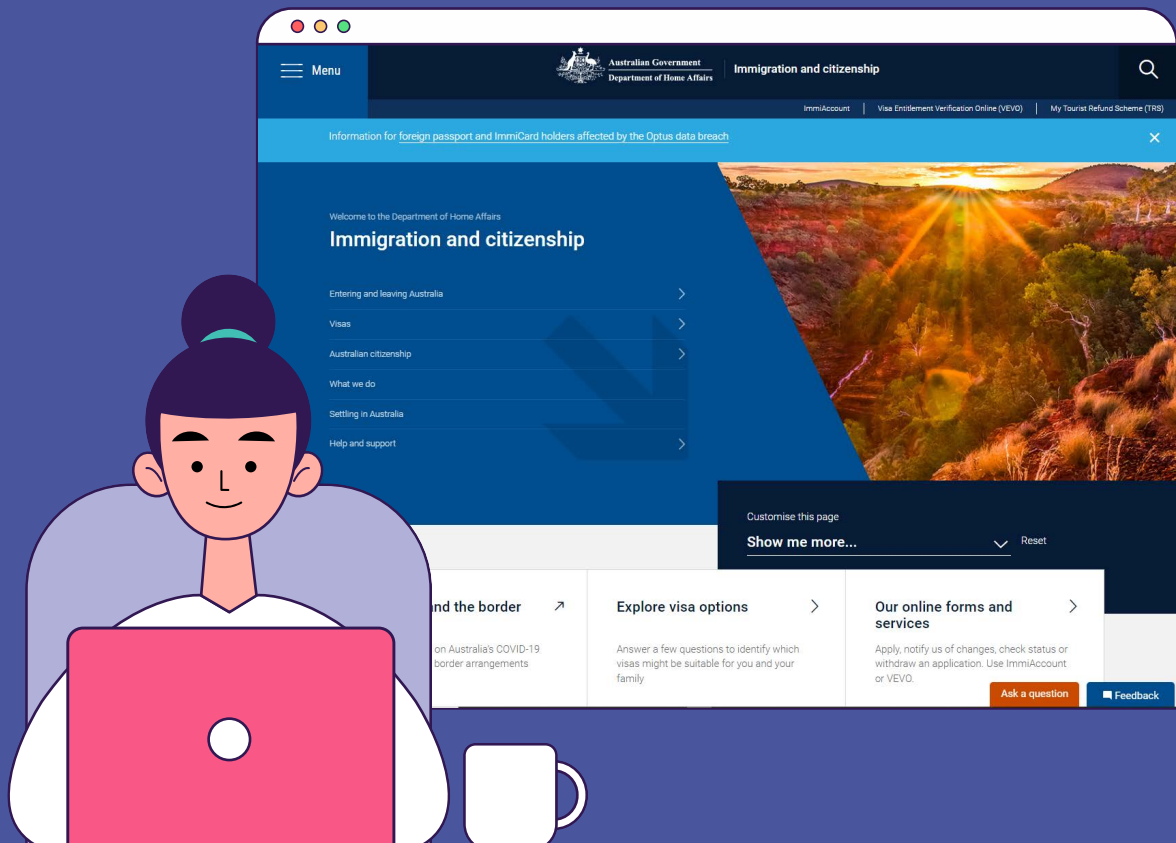 Menu
Australian Government
Department of Home Affairs
Immigration and citizenship
ImmiAccount
Visa Entitlement Verification Online (VEVO)
My Tourist Refund Scheme (TRS)
Information for foreign passport and ImmiCard holders affected by the Optus data breach
Welcome to the Department of Home Affairs
Immigration and citizenship
Entering and leaving Australia
Visas
Australian citizenship
What we do
Settling in Australia
Help and support
Customise this page
Show me more...
Reset
and the border
on Australia's COVID-19
border arrangements
Explore visa options
Answer a few questions to identify which
visas might be suitable for you and your
family
Our online forms and
services
Apply, notify us of changes, check status or
withdraw an application. Use ImmiAccount
or VEVO.
Ask a question
Feedback